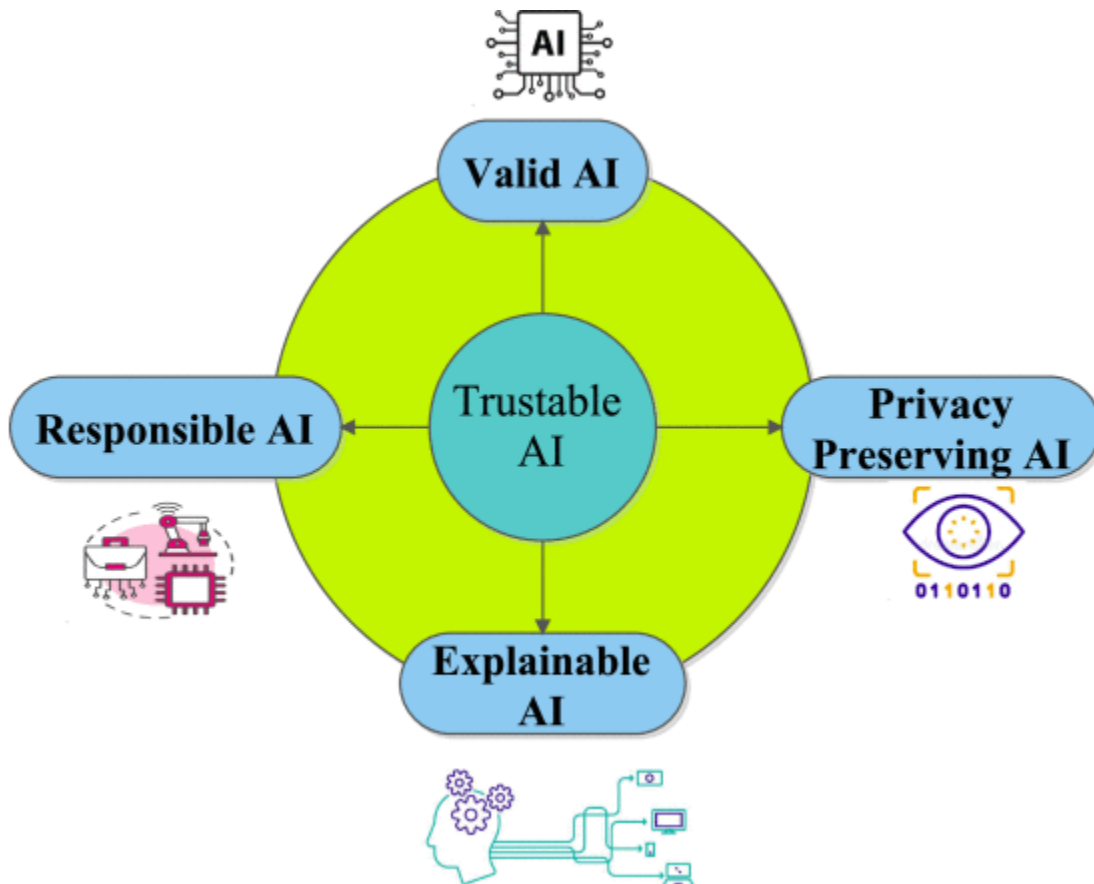 AI
Valid AI
Responsible AI
Trustable
AI
Privacy
Preserving AI
0110110
Explainable
AI